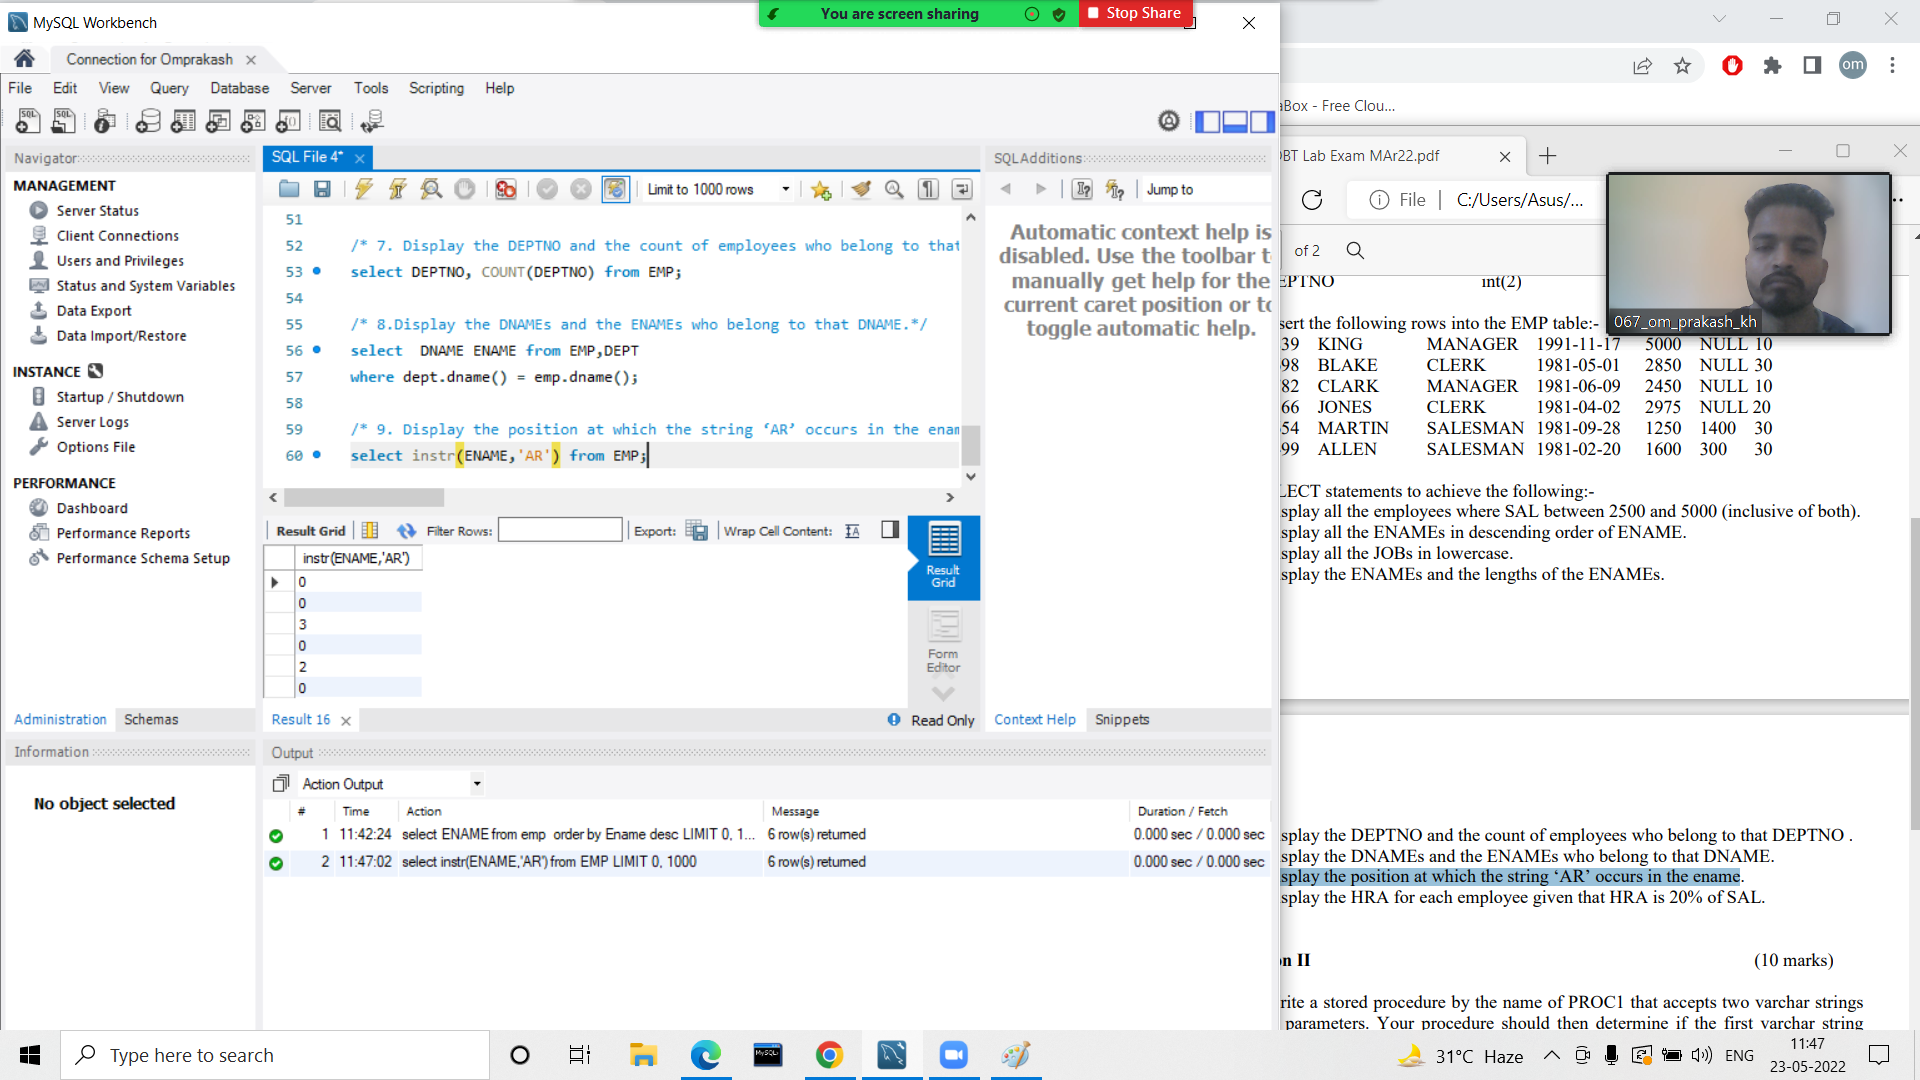 MySQL Workbench
You are screen sharing
Stop Share
Connection for Omprakash
File Edit View Query Database Server Tools Scripting Help
Navigator
MANAGEMENT
Server Status
Client Connections
Users and Privileges
Status and System Variables
Data Export
Data Import/Restore
INSTANCE
Startup / Shutdown
Server Logs
Options File
PERFORMANCE
Dashboard
Performance Reports
Performance Schema Setup
Administration Schemas
Information
No object selected
SQL File 4*
Limit to 1000 rows
51
52 /* 7. Display the DEPTNO and the count of employees who belong to that
53 select DEPTNO, COUNT(DEPTNO) from EMP;
54
55 /* 8.Display the DNAMEs and the ENAMEs who belong to that DNAME.*/
56 select DNAME ENAME from EMP,DEPT
57 where dept.dname() = emp.dname();
58
59 /* 9. Display the position at which the string ‘AR’ occurs in the enam
60 select instr(ENAME,'AR') from EMP;
Result Grid Filter Rows: Export: Wrap Cell Content:
instr(ENAME,'AR')
0
0
3
0
2
0
Result Grid
Form Editor
Result 16
Read Only
SQLAdditions
Jump to
Automatic context help is
disabled. Use the toolbar t
manually get help for the
current caret position or to
toggle automatic help.
Context Help Snippets
Output
Action Output
# Time Action Message Duration / Fetch
1 11:42:24 select ENAME from emp order by Ename desc LIMIT 0, 1... 6 row(s) returned 0.000 sec / 0.000 sec
2 11:47:02 select instr(ENAME,'AR') from EMP LIMIT 0, 1000 6 row(s) returned 0.000 sec / 0.000 sec
om
aBox - Free Clou...
DBT Lab Exam MAr22.pdf
File C:/Users/Asus/...
of 2
067_om_prakash_kh
EPTNO int(2)
sert the following rows into the EMP table:-
39 KING MANAGER 1991-11-17 5000 NULL 10
98 BLAKE CLERK 1981-05-01 2850 NULL 30
82 CLARK MANAGER 1981-06-09 2450 NULL 10
66 JONES CLERK 1981-04-02 2975 NULL 20
54 MARTIN SALESMAN 1981-09-28 1250 1400 30
99 ALLEN SALESMAN 1981-02-20 1600 300 30
LECT statements to achieve the following:-
splay all the employees where SAL between 2500 and 5000 (inclusive of both).
splay all the ENAMEs in descending order of ENAME.
splay all the JOBs in lowercase.
splay the ENAMEs and the lengths of the ENAMEs.
splay the DEPTNO and the count of employees who belong to that DEPTNO .
splay the DNAMEs and the ENAMEs who belong to that DNAME.
splay the position at which the string ‘AR’ occurs in the ename.
splay the HRA for each employee given that HRA is 20% of SAL.
n II (10 marks)
rite a stored procedure by the name of PROC1 that accepts two varchar strings
parameters. Your procedure should then determine if the first varchar string
Type here to search
31°C Haze
ENG
11:47
23-05-2022